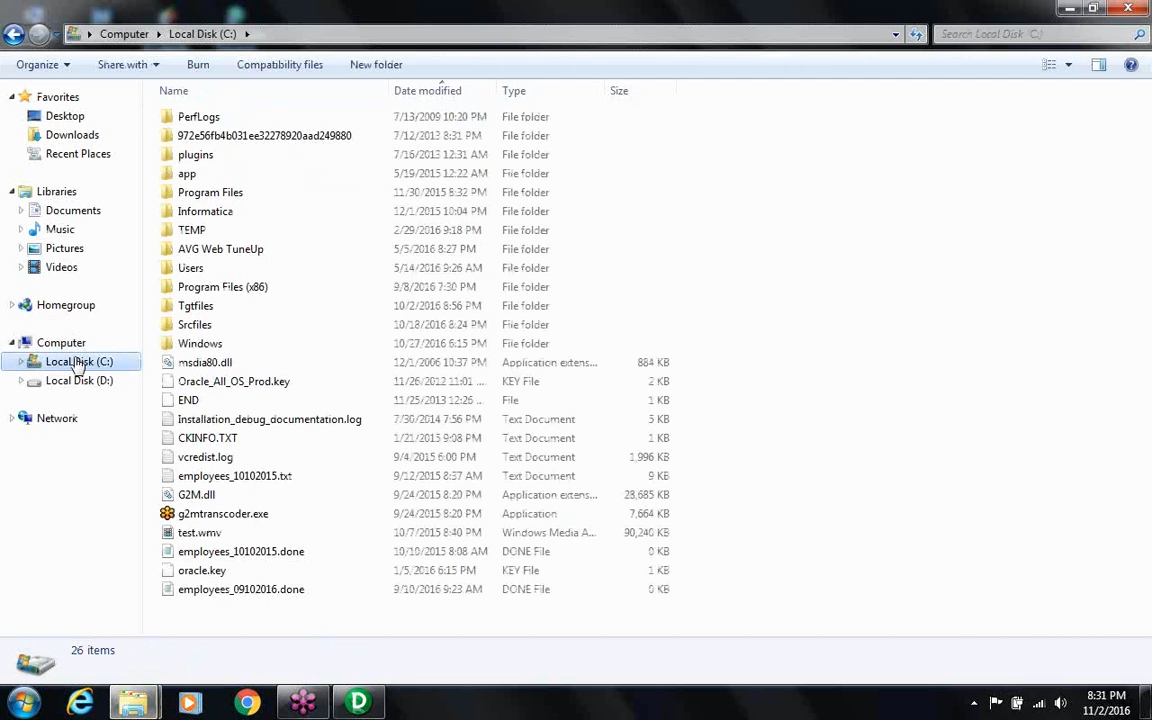 Computer Local Disk (C:) Search Local Disk (C:)
Organize Share with Burn Compatibility files New folder
Name Date modified Type Size
Favorites
Desktop
Downloads
Recent Places
Libraries
Documents
Music
Pictures
Videos
Homegroup
Computer
Local Disk (C:)
Local Disk (D:)
Network
PerfLogs 7/13/2009 10:20 PM File folder
972e56fb4b031ee32278920aad249880 7/12/2013 8:31 PM File folder
plugins 7/16/2013 12:31 AM File folder
app 5/19/2015 12:22 AM File folder
Program Files 11/30/2015 8:32 PM File folder
Informatica 12/1/2015 10:04 PM File folder
TEMP 2/29/2016 9:18 PM File folder
AVG Web TuneUp 5/5/2016 8:27 PM File folder
Users 5/14/2016 9:26 AM File folder
Program Files (x86) 9/8/2016 7:30 PM File folder
Tgtfiles 10/2/2016 8:56 PM File folder
Srcfiles 10/18/2016 8:24 PM File folder
Windows 10/27/2016 6:15 PM File folder
msdia80.dll 12/1/2006 10:37 PM Application extens... 884 KB
Oracle_All_OS_Prod.key 11/26/2012 11:01 ... KEY File 2 KB
END 11/25/2013 12:26 ... File 1 KB
Installation_debug_documentation.log 7/30/2014 7:56 PM Text Document 5 KB
CKINFO.TXT 1/21/2015 9:08 PM Text Document 1 KB
vcredist.log 9/4/2015 6:00 PM Text Document 1,996 KB
employees_10102015.txt 9/12/2015 8:37 AM Text Document 9 KB
G2M.dll 9/24/2015 8:20 PM Application extens... 28,685 KB
g2mtranscoder.exe 9/24/2015 8:20 PM Application 7,664 KB
test.wmv 10/7/2015 8:40 PM Windows Media A... 90,240 KB
employees_10102015.done 10/10/2015 8:08 AM DONE File 0 KB
oracle.key 1/5/2016 6:15 PM KEY File 1 KB
employees_09102016.done 9/10/2016 9:23 AM DONE File 0 KB
26 items
8:31 PM
11/2/2016